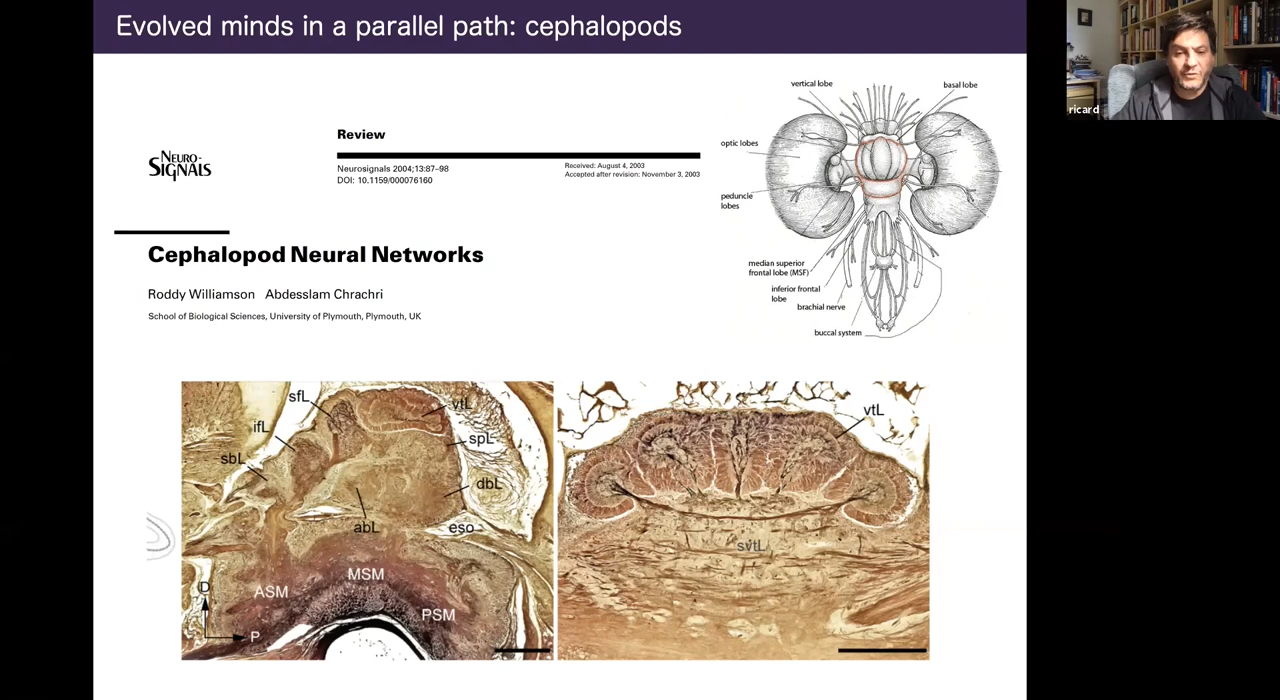 Evolved minds in a parallel path: cephalopods
ricard
NEURO-
SIGNALS
Review
Neurosignals 2004;13:87–98
DOI: 10.1159/000076160
Received: August 4, 2003
Accepted after revision: November 3, 2003
Cephalopod Neural Networks
Roddy Williamson Abdesslam Chrachri
School of Biological Sciences, University of Plymouth, Plymouth, UK
vertical lobe
basal lobe
optic lobes
peduncle
lobes
median superior
frontal lobe (MSF)
inferior frontal
lobe
brachial nerve
buccal system
sfL
vtL
ifL
spL
sbL
dbL
abL
eso
MSM
ASM
PSM
D
P
vtL
svtL